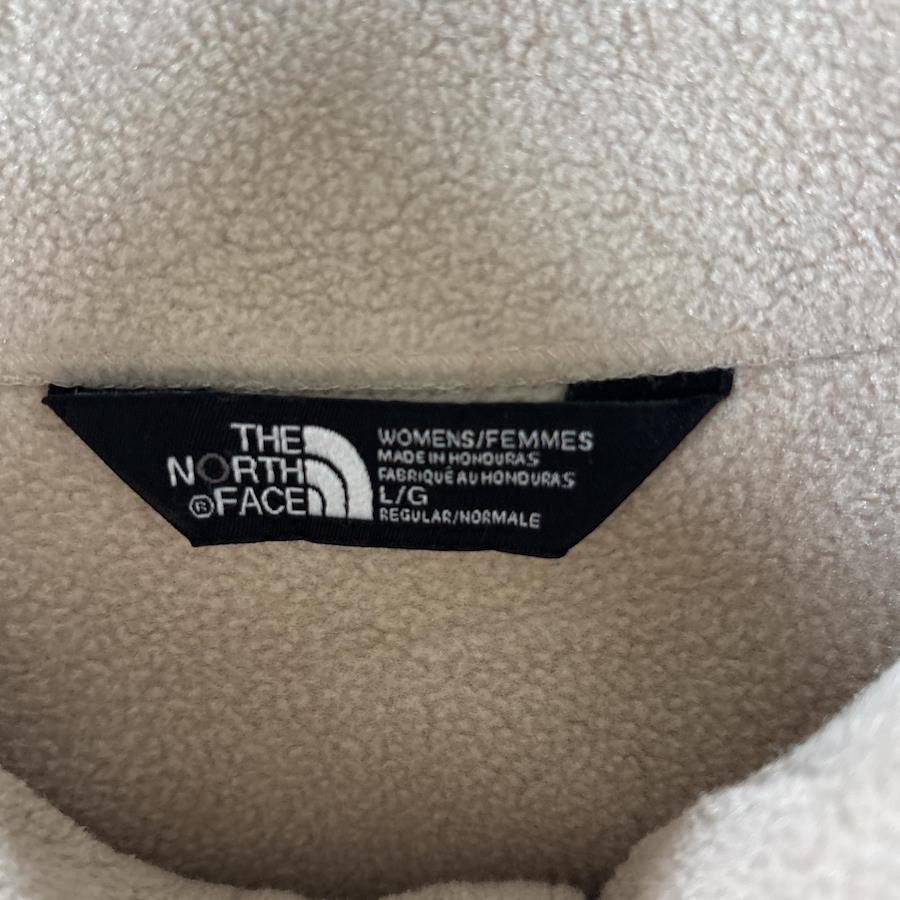 THE
NORTH
®FACE
WOMENS/FEMMES
MADE IN HONDURAS
FABRIQUÉ AU HONDURAS
L/G
REGULAR/NORMALE